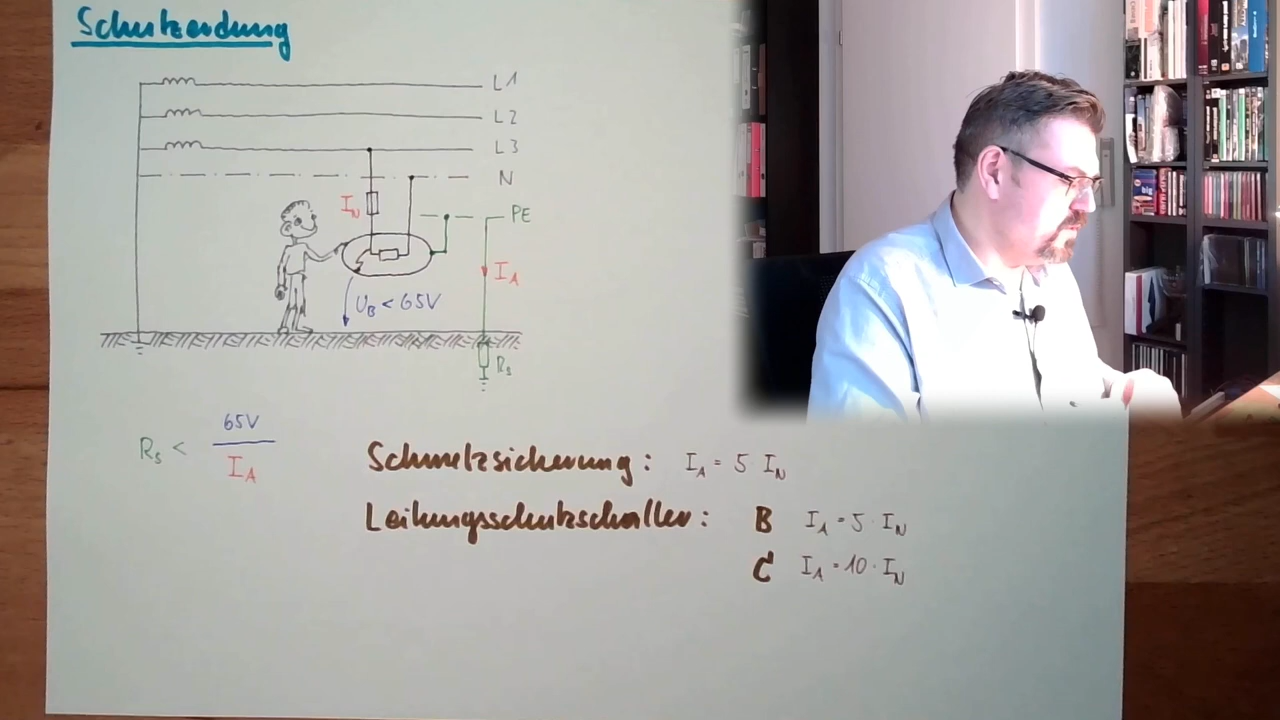 Schutzerdung
L1
L2
L3
N
I_N
PE
I_A
U_B < 65V
R_S
R_S < 65V / I_A
Schmelzsicherung: I_A = 5 I_N
Leitungsschutzschalter: B I_A = 5 · I_N
C I_A = 10 · I_N
big